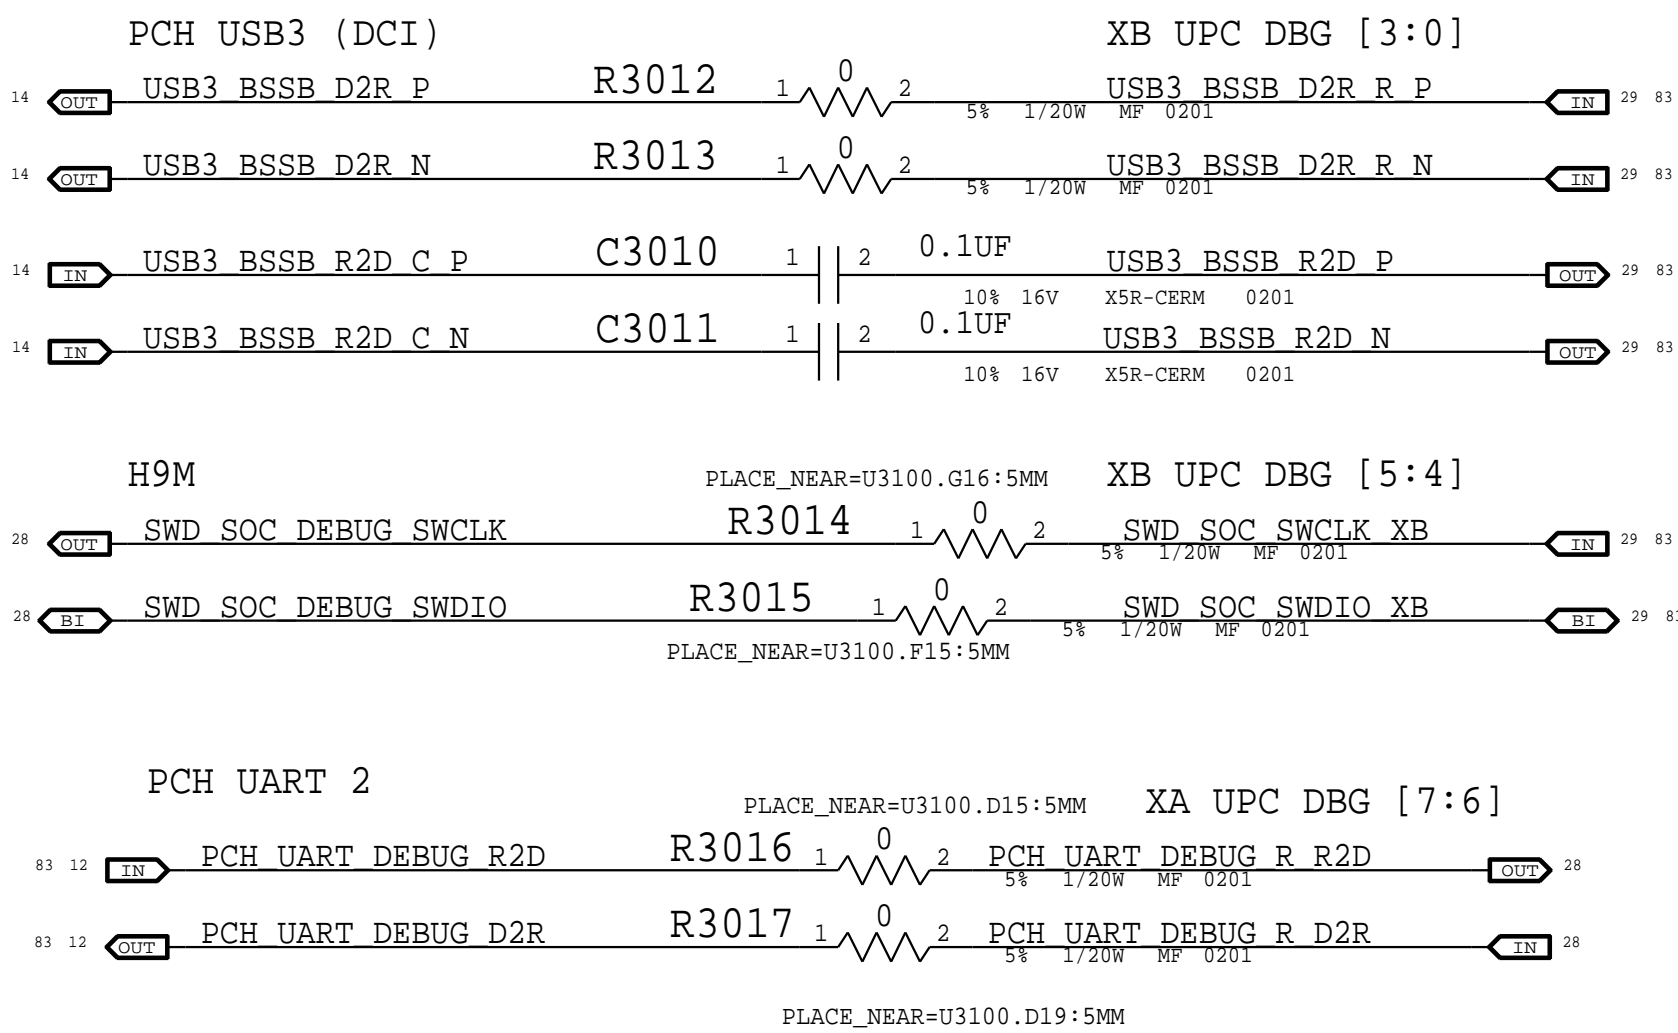 PCH USB3 (DCI) XB UPC DBG [3:0]
14 OUT USB3_BSSB_D2R_P R3012 1 0 2 USB3_BSSB_D2R_R_P IN 29 83
5% 1/20W MF 0201
14 OUT USB3_BSSB_D2R_N R3013 1 0 2 USB3_BSSB_D2R_R_N IN 29 83
5% 1/20W MF 0201
14 IN USB3_BSSB_R2D_C_P C3010 1 2 0.1UF USB3_BSSB_R2D_P OUT 29 83
10% 16V X5R-CERM 0201
14 IN USB3_BSSB_R2D_C_N C3011 1 2 0.1UF USB3_BSSB_R2D_N OUT 29 83
10% 16V X5R-CERM 0201
H9M PLACE_NEAR=U3100.G16:5MM XB UPC DBG [5:4]
28 OUT SWD_SOC_DEBUG_SWCLK R3014 1 0 2 SWD_SOC_SWCLK_XB IN 29 83
5% 1/20W MF 0201
28 BI SWD_SOC_DEBUG_SWDIO R3015 1 0 2 SWD_SOC_SWDIO_XB BI 29
5% 1/20W MF 0201
PLACE_NEAR=U3100.F15:5MM
PCH UART 2
PLACE_NEAR=U3100.D15:5MM XA UPC DBG [7:6]
83 12 IN PCH_UART_DEBUG_R2D R3016 1 0 2 PCH_UART_DEBUG_R_R2D OUT 28
5% 1/20W MF 0201
83 12 OUT PCH_UART_DEBUG_D2R R3017 1 0 2 PCH_UART_DEBUG_R_D2R IN 28
5% 1/20W MF 0201
PLACE_NEAR=U3100.D19:5MM